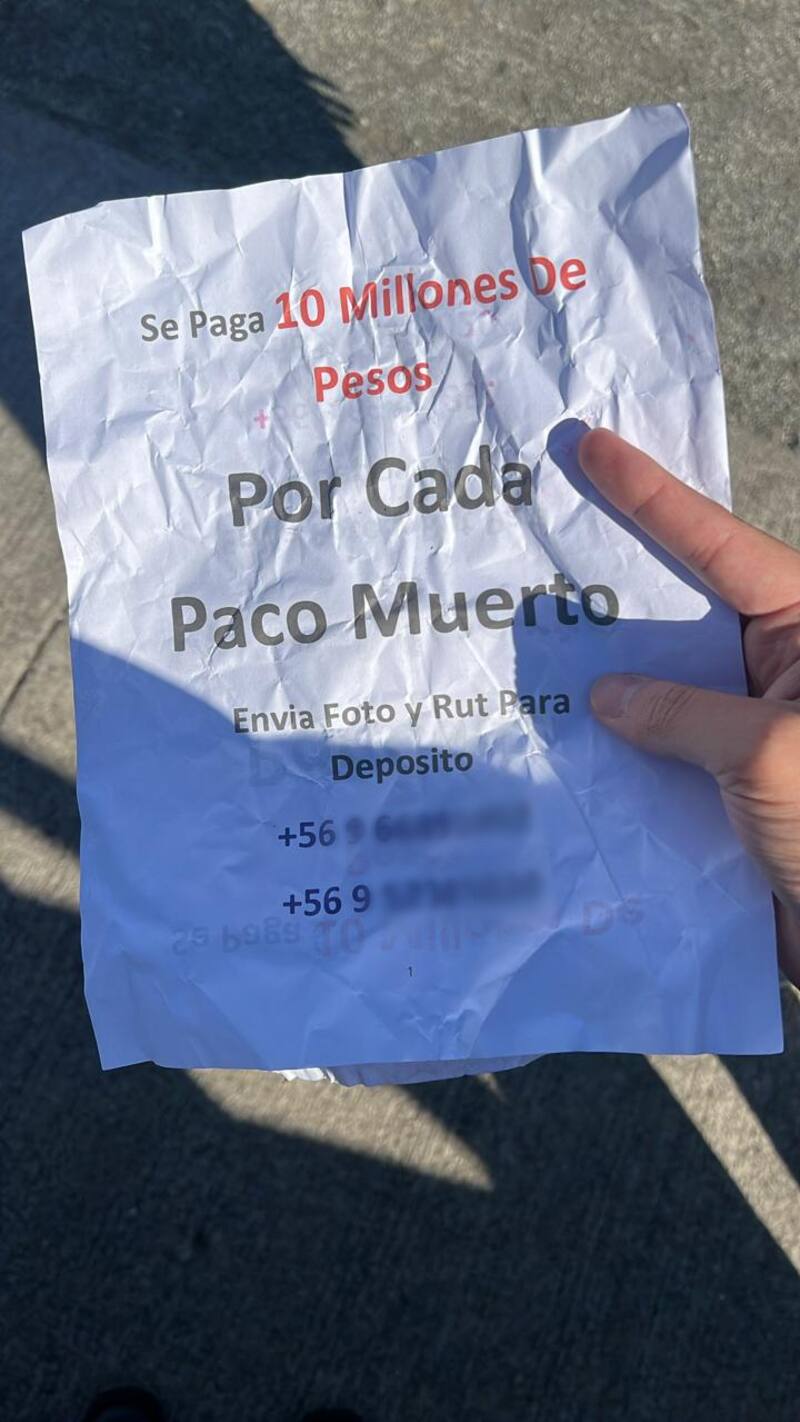 Se Paga 10 Millones De
Pesos
Por Cada
Paco Muerto
Envia Foto y Rut Para
Deposito
+56 9
+56 9
1